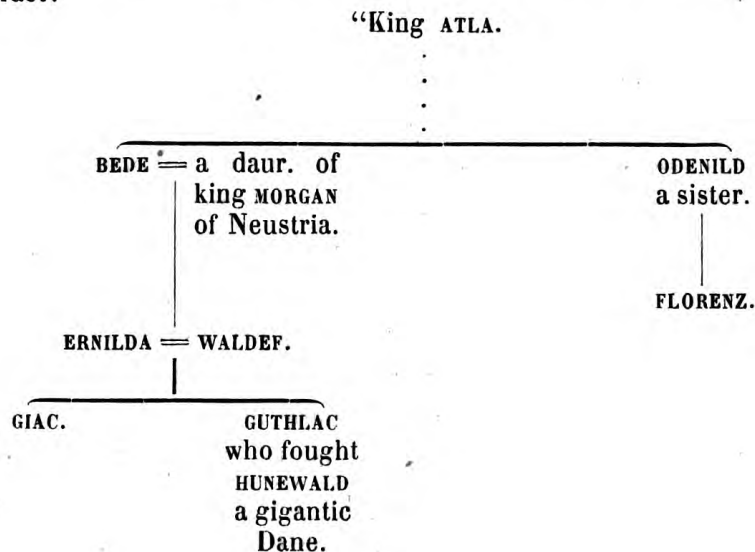 “King ATLA.
BEDE = a daur. of
king MORGAN
of Neustria.
ODENILD
a sister.
FLORENZ.
ERNILDA = WALDEF.
GIAC.
GUTHLAC
who fought
HUNEWALD
a gigantic
Dane.